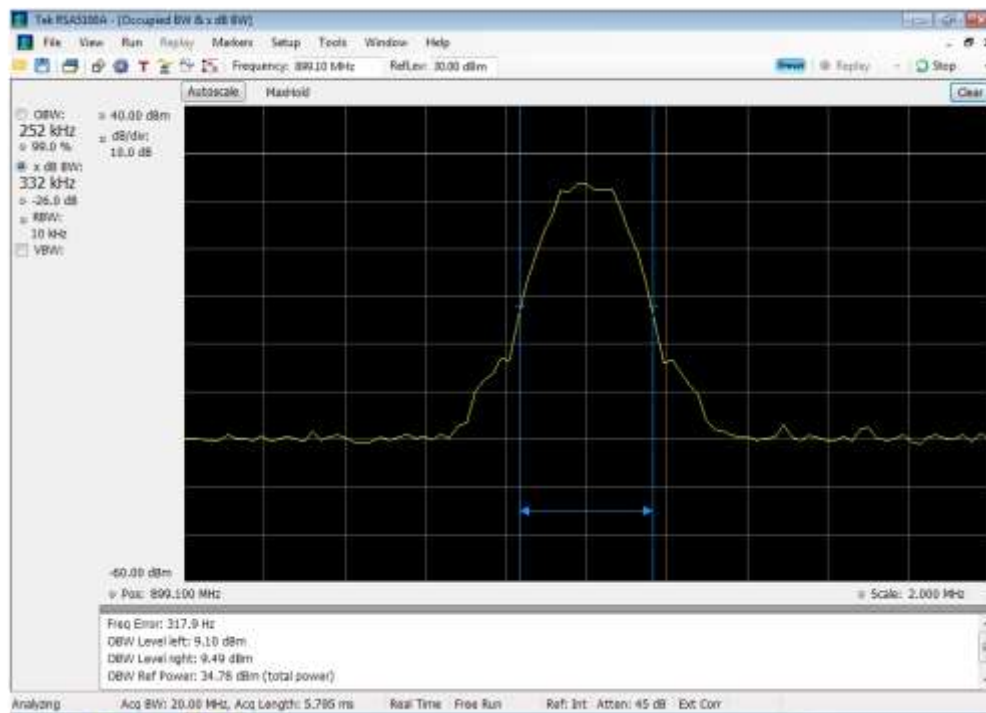 Tek RSA5100A - [Occupied BW & x dB BW]
File View Run Replay Markers Setup Tools Window Help
Frequency: 899.10 MHz RefLev: 30.00 dBm Preset Replay Stop
Autoscale MaxHold Clear
OBW:
252 kHz
99.0 %
x dB BW:
332 kHz
-26.0 dB
RBW:
10 kHz
VBW:
40.00 dBm
dB/div:
10.0 dB
-60.00 dBm
Pos: 899.100 MHz Scale: 2.000 MHz
Freq Error: 317.9 Hz
OBW Level left: 9.10 dBm
OBW Level right: 9.49 dBm
OBW Ref Power: 34.78 dBm (total power)
Analyzing Acq BW: 20.00 MHz, Acq Length: 5.785 ms Real Time Free Run Ref: Int Atten: 45 dB Ext Corr